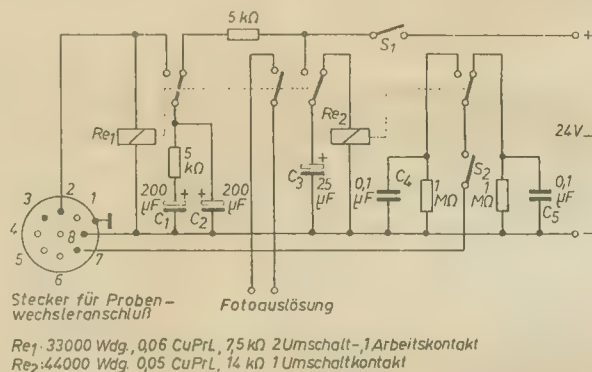 5 kΩ
S₁
+
Re₁
Re₂
24V
5
kΩ
S₂
200
µF
C₁
+
+
200
µF
C₂
C₃
+
25
µF
0,1
µF
C₄
1
MΩ
1
MΩ
0,1
µF
C₅
−
3
2
1
4
8
5
7
6
Stecker für Proben-
wechsleranschluß
Fotoauslösung
Re₁: 33000 Wdg., 0,06 CuPrL, 7,5 kΩ 2 Umschalt-, 1 Arbeitskontakt
Re₂: 44000 Wdg. 0,05 CuPrL, 14 kΩ 1 Umschaltkontakt